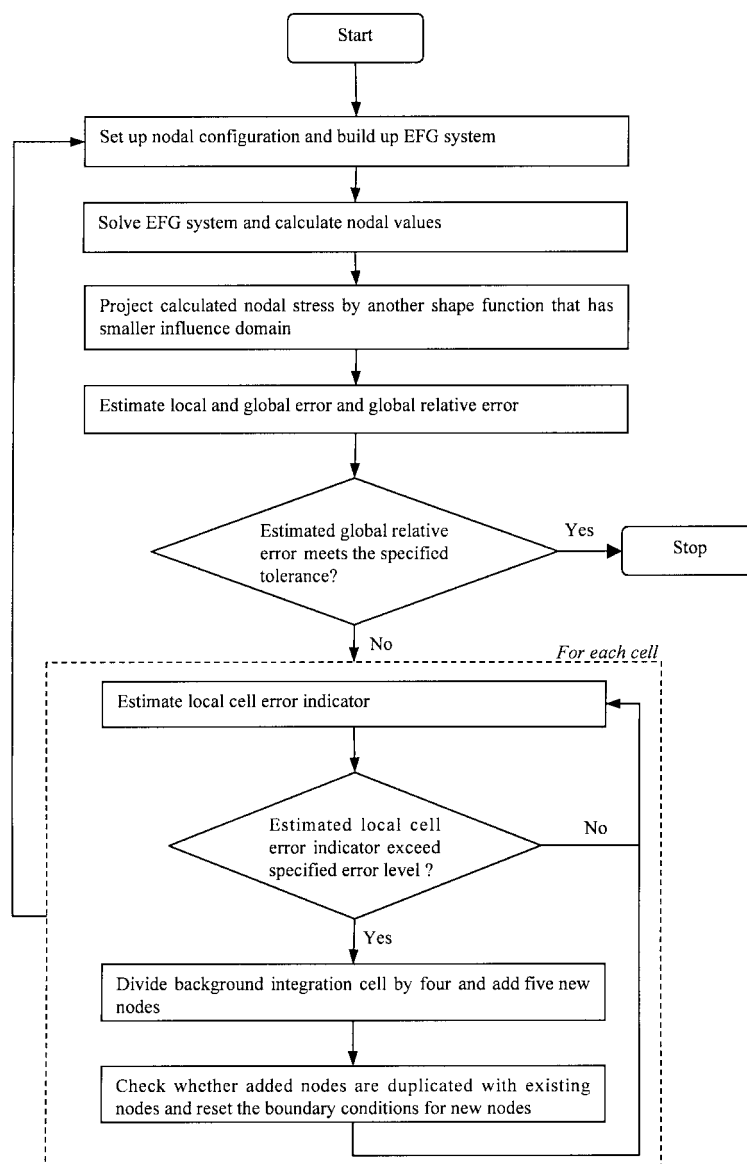 Start
Set up nodal configuration and build up EFG system
Solve EFG system and calculate nodal values
Project calculated nodal stress by another shape function that has
smaller influence domain
Estimate local and global error and global relative error
Estimated global relative
error meets the specified
tolerance?
Yes
Stop
No
For each cell
Estimate local cell error indicator
Estimated local cell
error indicator exceed
specified error level ?
No
Yes
Divide background integration cell by four and add five new
nodes
Check whether added nodes are duplicated with existing
nodes and reset the boundary conditions for new nodes